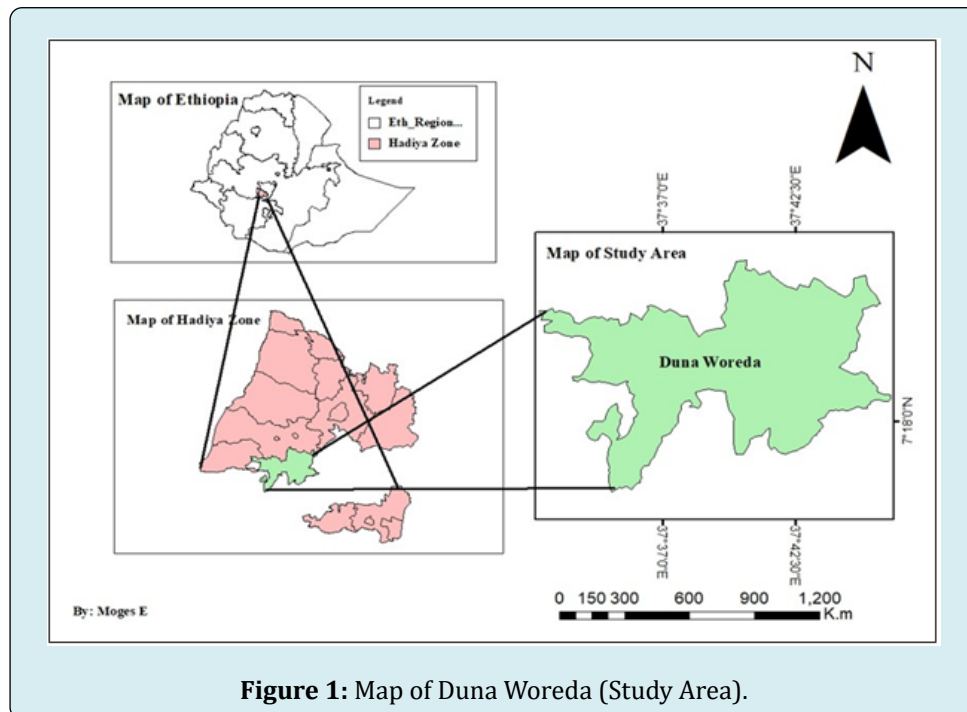 N
Map of Ethiopia
Legend
Eth_Region...
Hadiya Zone
37°37'0"E
37°42'30"E
Map of Study Area
Duna Woreda
7°18'0"N
Map of Hadiya Zone
37°37'0"E
37°42'30"E
By: Moges E
0 150 300 600 900 1,200
K.m
Figure 1: Map of Duna Woreda (Study Area).